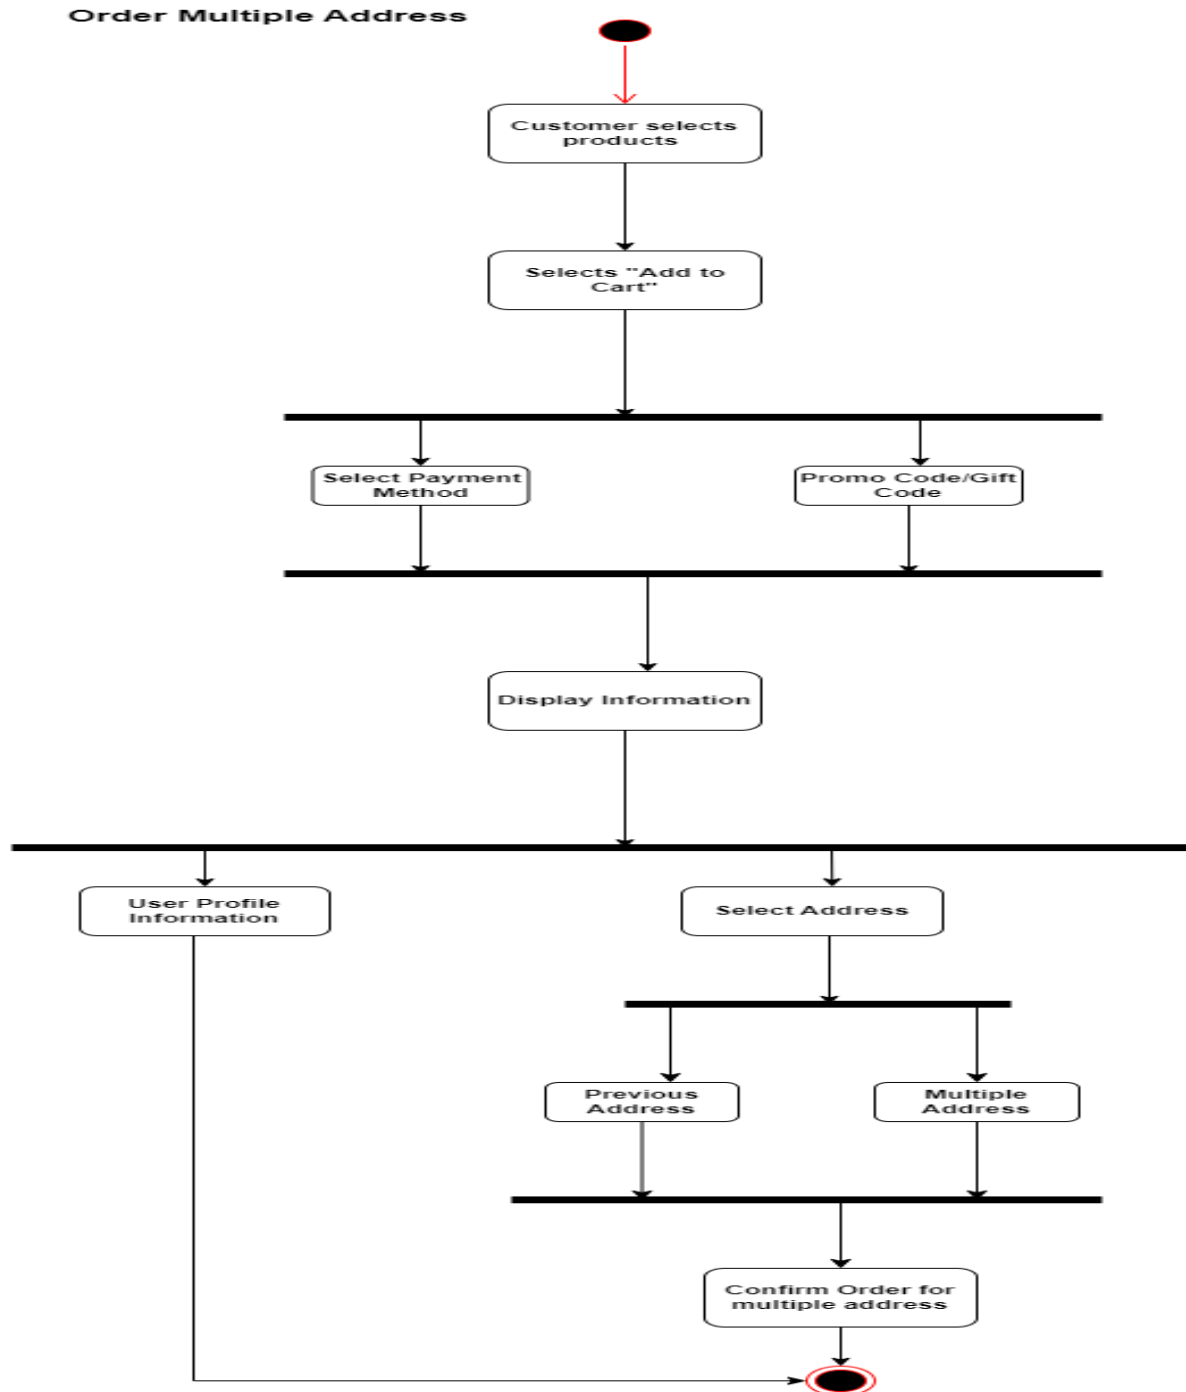 Order Multiple Address
Customer selects
products
Selects "Add to
Cart"
Select Payment
Method
Promo Code/Gift
Code
Display Information
User Profile
Information
Select Address
Previous
Address
Multiple
Address
Confirm Order for
multiple address